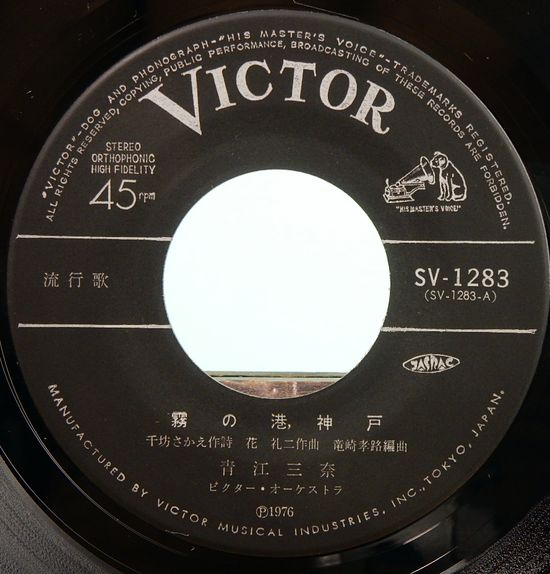 "VICTOR"-DOG AND PHONOGRAPH-"HIS MASTER'S VOICE"-TRADEMARKS REGISTERED.
ALL RIGHTS RESERVED, COPYING, PUBLIC PERFORMANCE, BROADCASTING OF THESE RECORDS ARE FORBIDDEN.
VICTOR
STEREO
ORTHOPHONIC
HIGH FIDELITY
45 rpm
"HIS MASTER'S VOICE"
流行歌
SV-1283
(SV-1283-A)
JASRAC
霧の港, 神戸
千坊さかえ作詩 花 礼二作曲 竜崎孝路編曲
青江三奈
ビクター・オーケストラ
Ⓟ1976
MANUFACTURED BY VICTOR MUSICAL INDUSTRIES, INC., TOKYO, JAPAN.